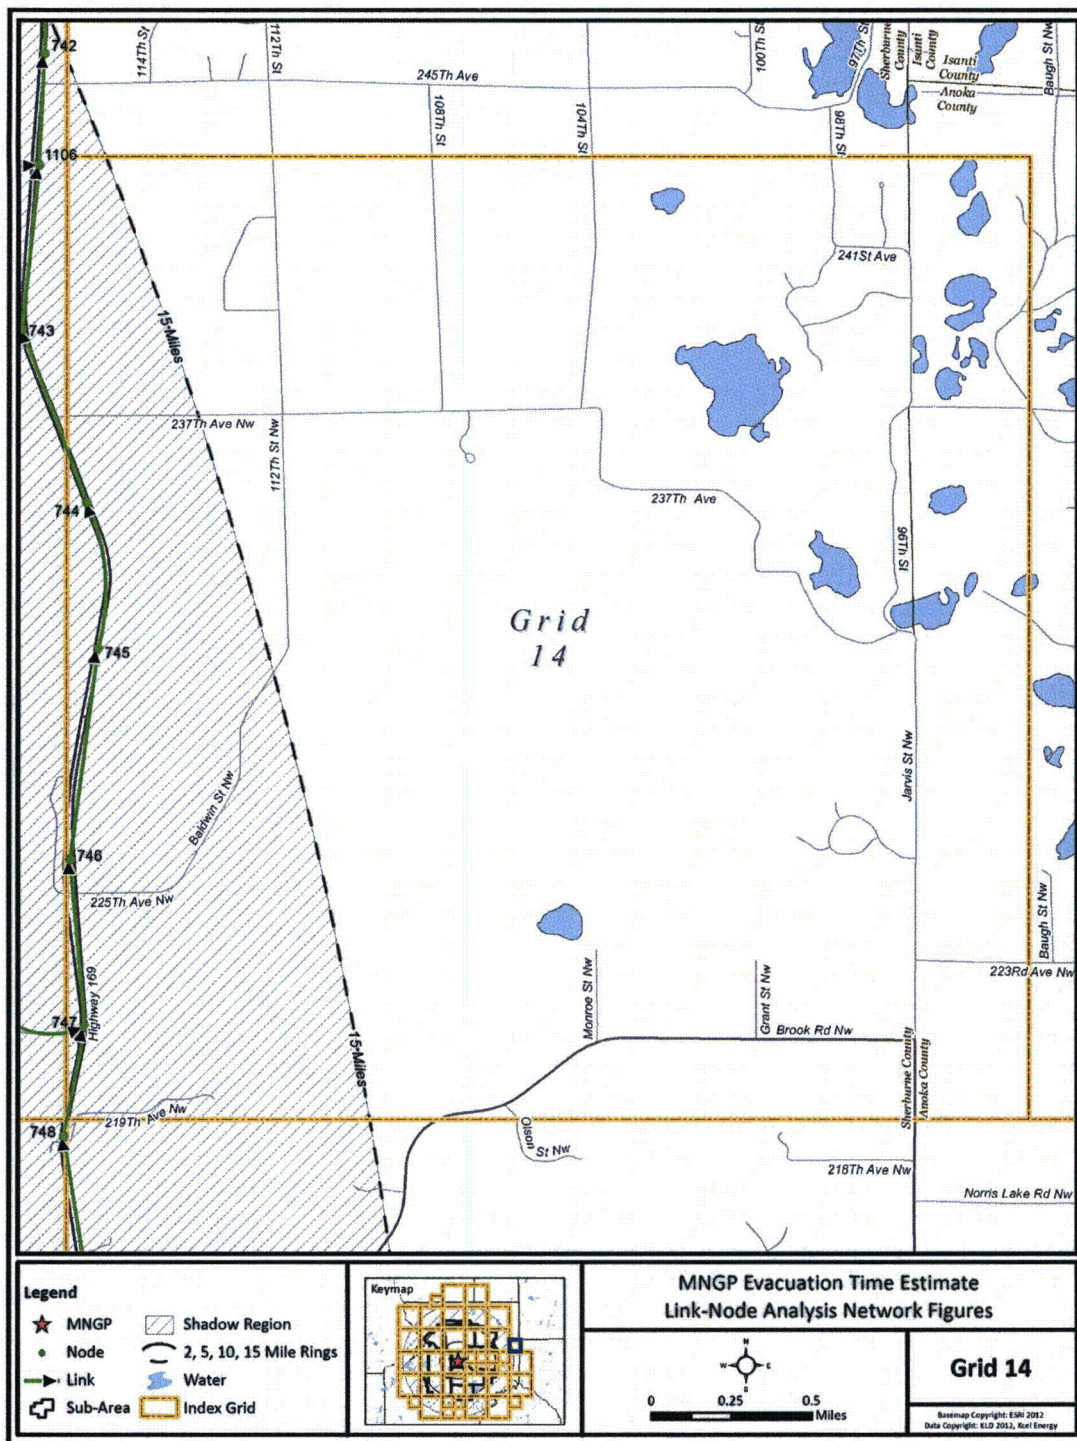 742
114Th St
112Th St
245Th Ave
108Th St
104Th St
100Th St
97Th St
98Th St
Sherburne
County
Isanti
County
Isanti
County
Anoka
County
Baugh St Nw
1106
241St Ave
743
15-Miles
237Th Ave Nw
112Th St Nw
744
237Th Ave
96Th St
Grid
14
745
Baldwin St Nw
Jarvis St Nw
746
225Th Ave Nw
Baugh St Nw
223Rd Ave Nw
Highway 169
747
Monroe St Nw
Grant St Nw
Brook Rd Nw
15-Miles
Sherburne County
Anoka County
219Th Ave Nw
748
Olson
St Nw
218Th Ave Nw
Norris Lake Rd Nw
Legend
MNGP
Node
Link
Sub-Area
Shadow Region
2, 5, 10, 15 Mile Rings
Water
Index Grid
Keymap
MNGP Evacuation Time Estimate
Link-Node Analysis Network Figures
N
W
E
S
0 0.25 0.5
Miles
Grid 14
Basemap Copyright: ESRI 2012
Data Copyright: KLD 2012, Xcel Energy